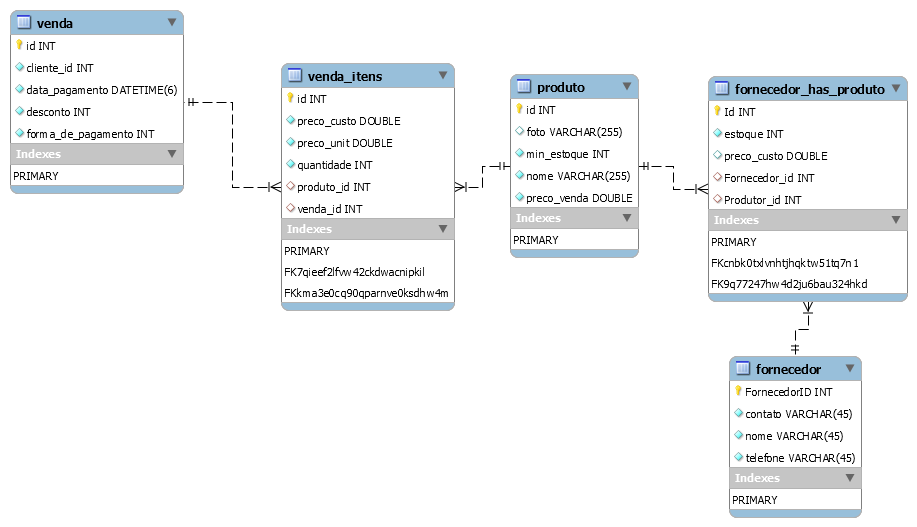 venda
id INT
cliente_id INT
data_pagamento DATETIME(6)
desconto INT
forma_de_pagamento INT
Indexes
PRIMARY
venda_itens
id INT
preco_custo DOUBLE
preco_unit DOUBLE
quantidade INT
produto_id INT
venda_id INT
Indexes
PRIMARY
FK7qieef2lfvw42ckdwacnipkil
FKkma3e0cq90qparnve0ksdhw4m
produto
id INT
foto VARCHAR(255)
min_estoque INT
nome VARCHAR(255)
preco_venda DOUBLE
Indexes
PRIMARY
fornecedor_has_produto
Id INT
estoque INT
preco_custo DOUBLE
Fornecedor_id INT
Produtor_id INT
Indexes
PRIMARY
FKcnbk0txlvnhtjhqktw51tq7n1
FK9q77247hw4d2ju6bau324hkd
fornecedor
FornecedorID INT
contato VARCHAR(45)
nome VARCHAR(45)
telefone VARCHAR(45)
Indexes
PRIMARY